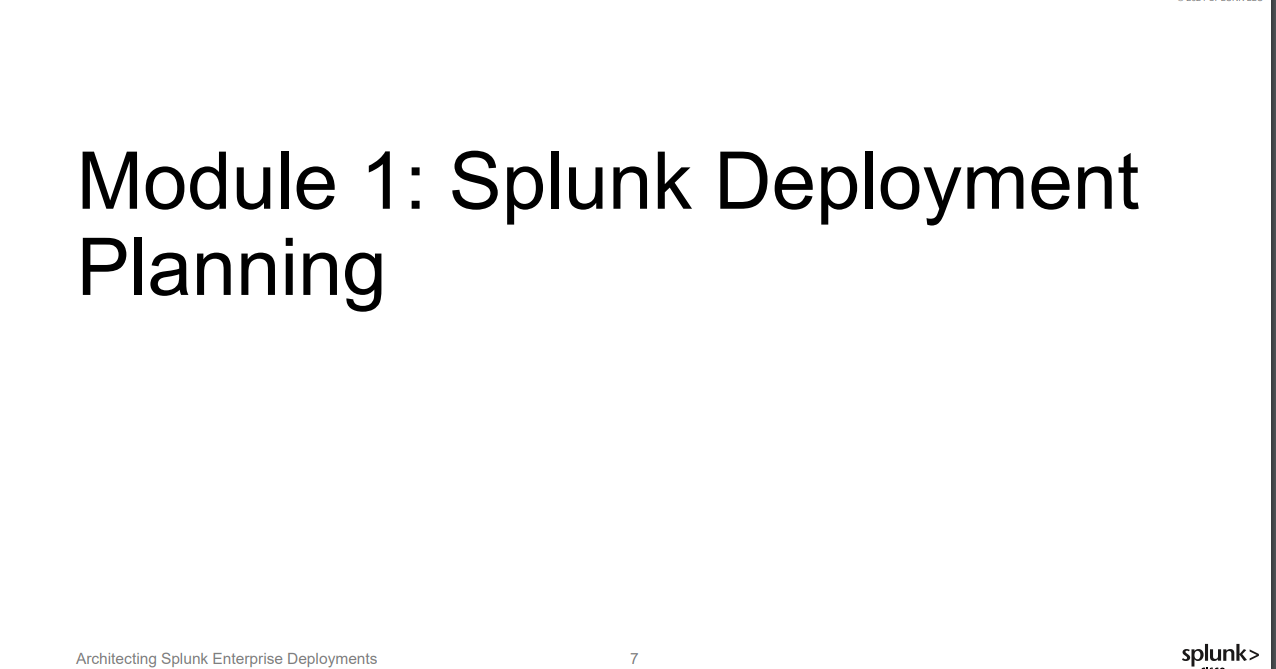 Module 1: Splunk Deployment
Planning
Architecting Splunk Enterprise Deployments
7
splunk>